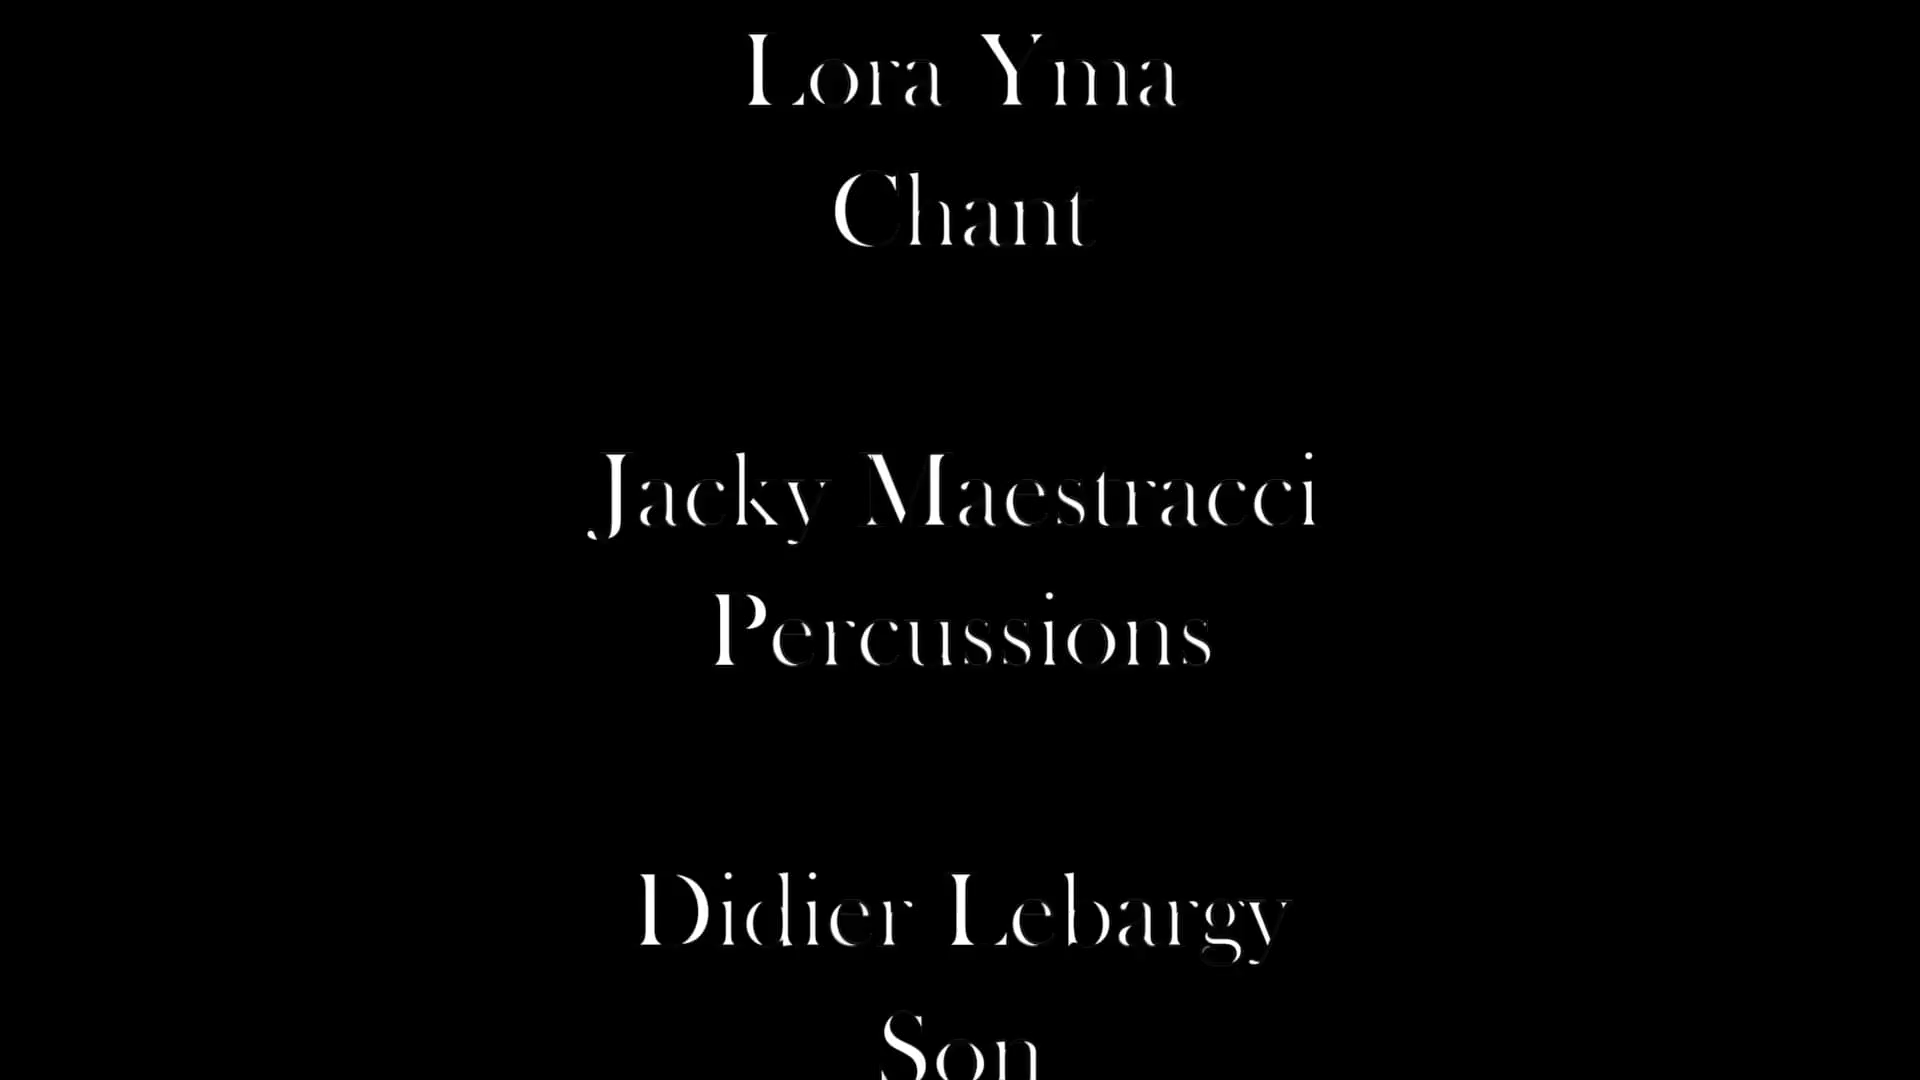 Lora Yma
Chant
Jacky Maestracci
Percussions
Didier Lebargy
Son